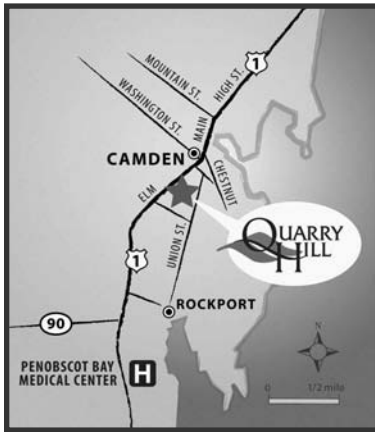 1
HIGH ST.
MOUNTAIN ST.
WASHINGTON ST.
MAIN
CAMDEN
CHESTNUT
ELM
UNION ST.
QUARRY
HILL
1
ROCKPORT
90
PENOBSCOT BAY
MEDICAL CENTER
H
N
0 1/2 mile